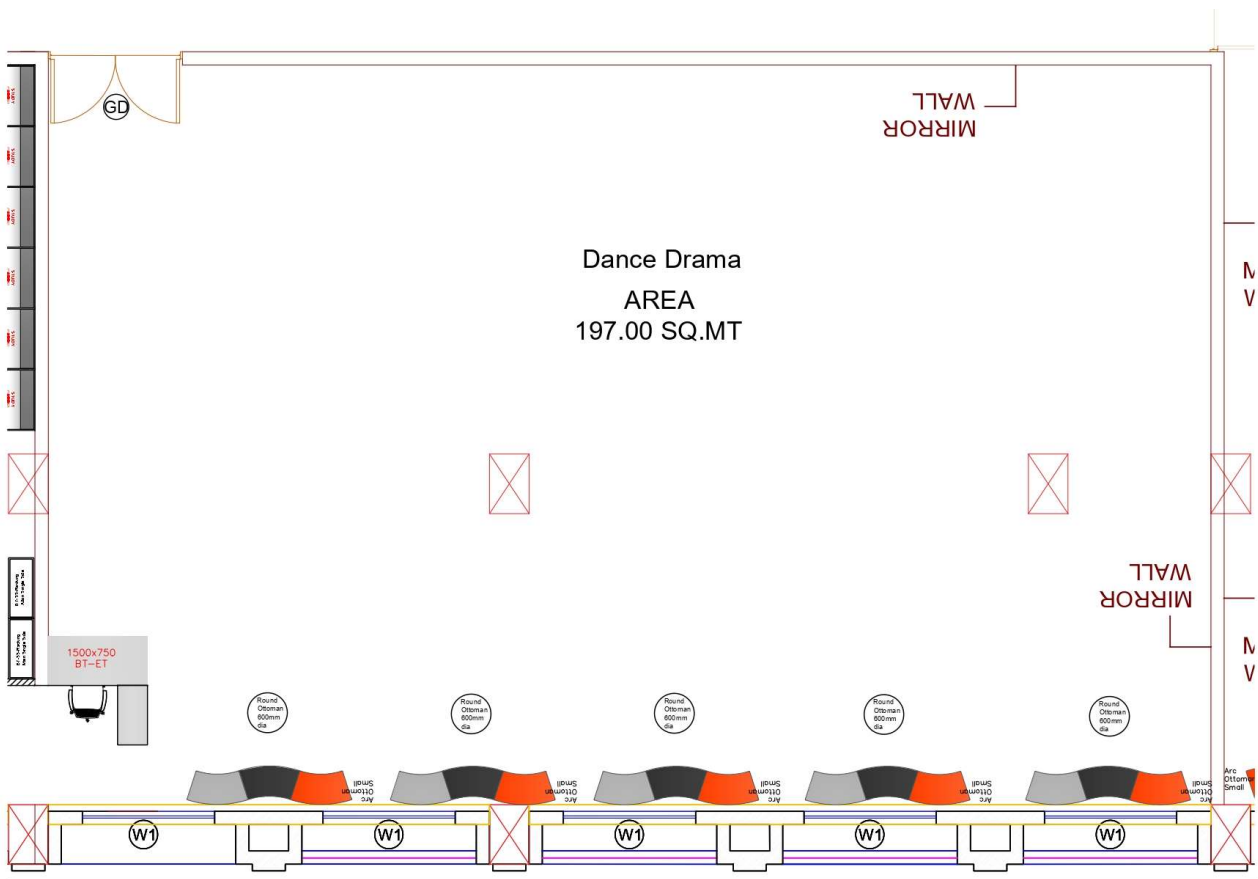 GD
MIRROR
WALL
Dance Drama
AREA
197.00 SQ.MT
M
W
MIRROR
WALL
M
W
1500x750
BT-ET
Round
Ottoman
600mm
dia
Round
Ottoman
600mm
dia
Round
Ottoman
600mm
dia
Round
Ottoman
600mm
dia
Round
Ottoman
600mm
dia
Arc
Ottoman
Small
Arc
Ottoman
Small
Arc
Ottoman
Small
Arc
Ottoman
Small
Arc
Ottoman
Small
Arc
Ottoman
Small
W1
W1
W1
W1
W1